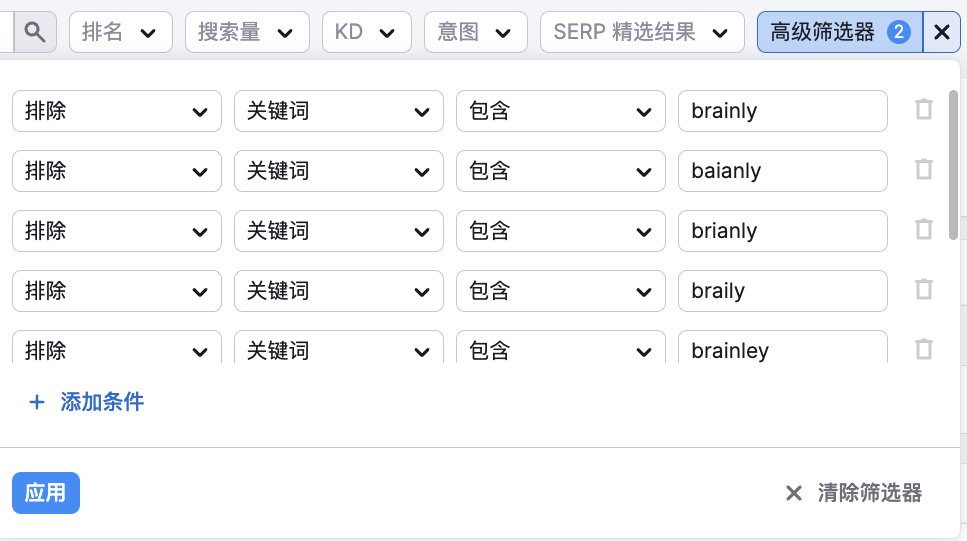 排名 搜索量 KD 意图 SERP 精选结果 高级筛选器 2
排除 关键词 包含 brainly
排除 关键词 包含 baianly
排除 关键词 包含 brianly
排除 关键词 包含 braily
排除 关键词 包含 brainley
+ 添加条件
应用 清除筛选器